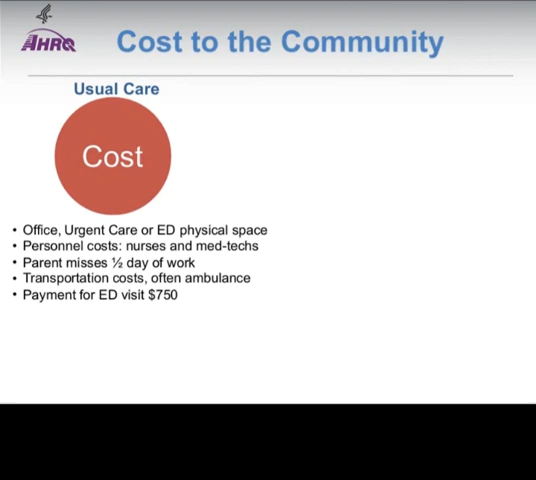 AHRQ
Cost to the Community
Usual Care
Cost
• Office, Urgent Care or ED physical space
• Personnel costs: nurses and med-techs
• Parent misses ½ day of work
• Transportation costs, often ambulance
• Payment for ED visit $750